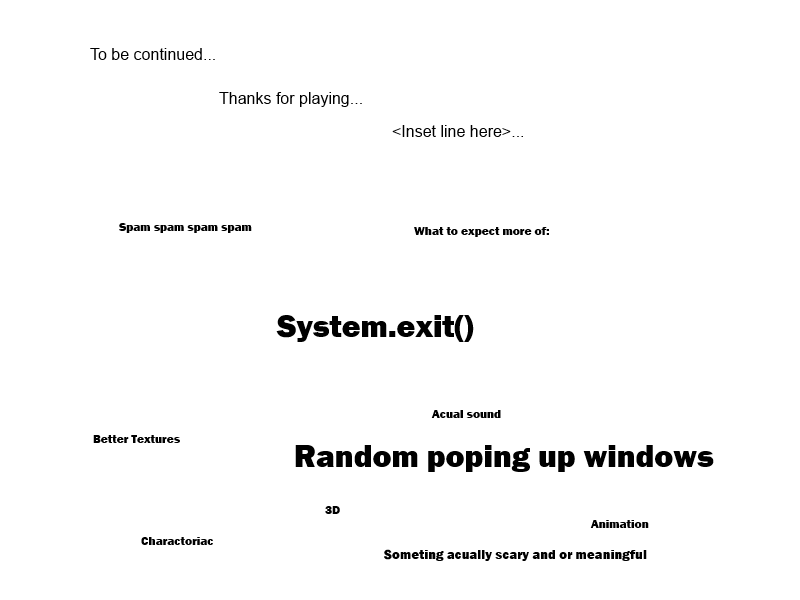 To be continued...
Thanks for playing...
<Inset line here>...
Spam spam spam spam
What to expect more of:
System.exit()
Acual sound
Better Textures
Random poping up windows
3D
Animation
Charactoriac
Someting acually scary and or meaningful